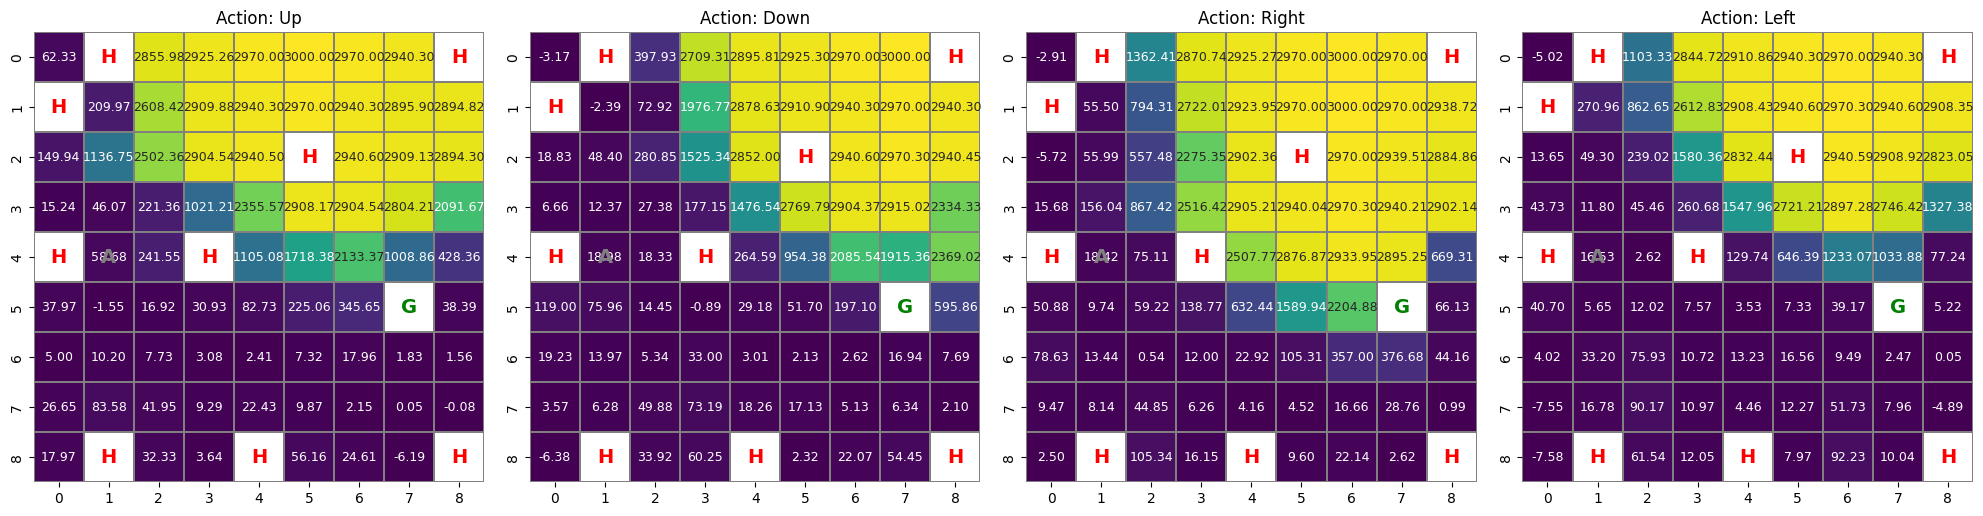 Action: Up Action: Down Action: Right Action: Left
0 62.33 H 2855.98 2925.26 2970.00 3000.00 2970.00 2940.30 H 0 -3.17 H 397.93 2709.31 2895.81 2925.30 2970.00 3000.00 H 0 -2.91 H 1362.41 2870.74 2925.27 2970.00 3000.00 2970.00 H 0 -5.02 H 1103.33 2844.72 2910.86 2940.30 2970.00 2940.30 H
1 H 209.97 2608.42 2909.88 2940.30 2970.00 2940.30 2895.90 2894.82 1 H -2.39 72.92 1976.77 2878.63 2910.90 2940.30 2970.00 2940.30 1 H 55.50 794.31 2722.01 2923.95 2970.00 3000.00 2970.00 2938.72 1 H 270.96 862.65 2612.83 2908.43 2940.60 2970.30 2940.60 2908.35
2 149.94 1136.75 2502.36 2904.54 2940.50 H 2940.60 2909.13 2894.30 2 18.83 48.40 280.85 1525.34 2852.00 H 2940.60 2970.30 2940.45 2 -5.72 55.99 557.48 2275.35 2902.36 H 2970.00 2939.51 2884.86 2 13.65 49.30 239.02 1580.36 2832.44 H 2940.59 2908.92 2823.05
3 15.24 46.07 221.36 1021.21 2355.57 2908.17 2904.54 2804.21 2091.67 3 6.66 12.37 27.38 177.15 1476.54 2769.79 2904.37 2915.02 2334.33 3 15.68 156.04 867.42 2516.42 2905.21 2940.04 2970.30 2940.21 2902.14 3 43.73 11.80 45.46 260.68 1547.96 2721.21 2897.28 2746.42 1327.38
4 H A 241.55 H 1105.08 1718.38 2133.37 1008.86 428.36 4 H A 18.33 H 264.59 954.38 2085.54 1915.36 2369.02 4 H A 75.11 H 2507.77 2876.87 2933.95 2895.25 669.31 4 H A 2.62 H 129.74 646.39 1233.07 1033.88 77.24
5 37.97 -1.55 16.92 30.93 82.73 225.06 345.65 G 38.39 5 119.00 75.96 14.45 -0.89 29.18 51.70 197.10 G 595.86 5 50.88 9.74 59.22 138.77 632.44 1589.94 2204.88 G 66.13 5 40.70 5.65 12.02 7.57 3.53 7.33 39.17 G 5.22
6 5.00 10.20 7.73 3.08 2.41 7.32 17.96 1.83 1.56 6 19.23 13.97 5.34 33.00 3.01 2.13 2.62 16.94 7.69 6 78.63 13.44 0.54 12.00 22.92 105.31 357.00 376.68 44.16 6 4.02 33.20 75.93 10.72 13.23 16.56 9.49 2.47 0.05
7 26.65 83.58 41.95 9.29 22.43 9.87 2.15 0.05 -0.08 7 3.57 6.28 49.88 73.19 18.26 17.13 5.13 6.34 2.10 7 9.47 8.14 44.85 6.26 4.16 4.52 16.66 28.76 0.99 7 -7.55 16.78 90.17 10.97 4.46 12.27 51.73 7.96 -4.89
8 17.97 H 32.33 3.64 H 56.16 24.61 -6.19 H 8 -6.38 H 33.92 60.25 H 2.32 22.07 54.45 H 8 2.50 H 105.34 16.15 H 9.60 22.14 2.62 H 8 -7.58 H 61.54 12.05 H 7.97 92.23 10.04 H
0 1 2 3 4 5 6 7 8 0 1 2 3 4 5 6 7 8 0 1 2 3 4 5 6 7 8 0 1 2 3 4 5 6 7 8